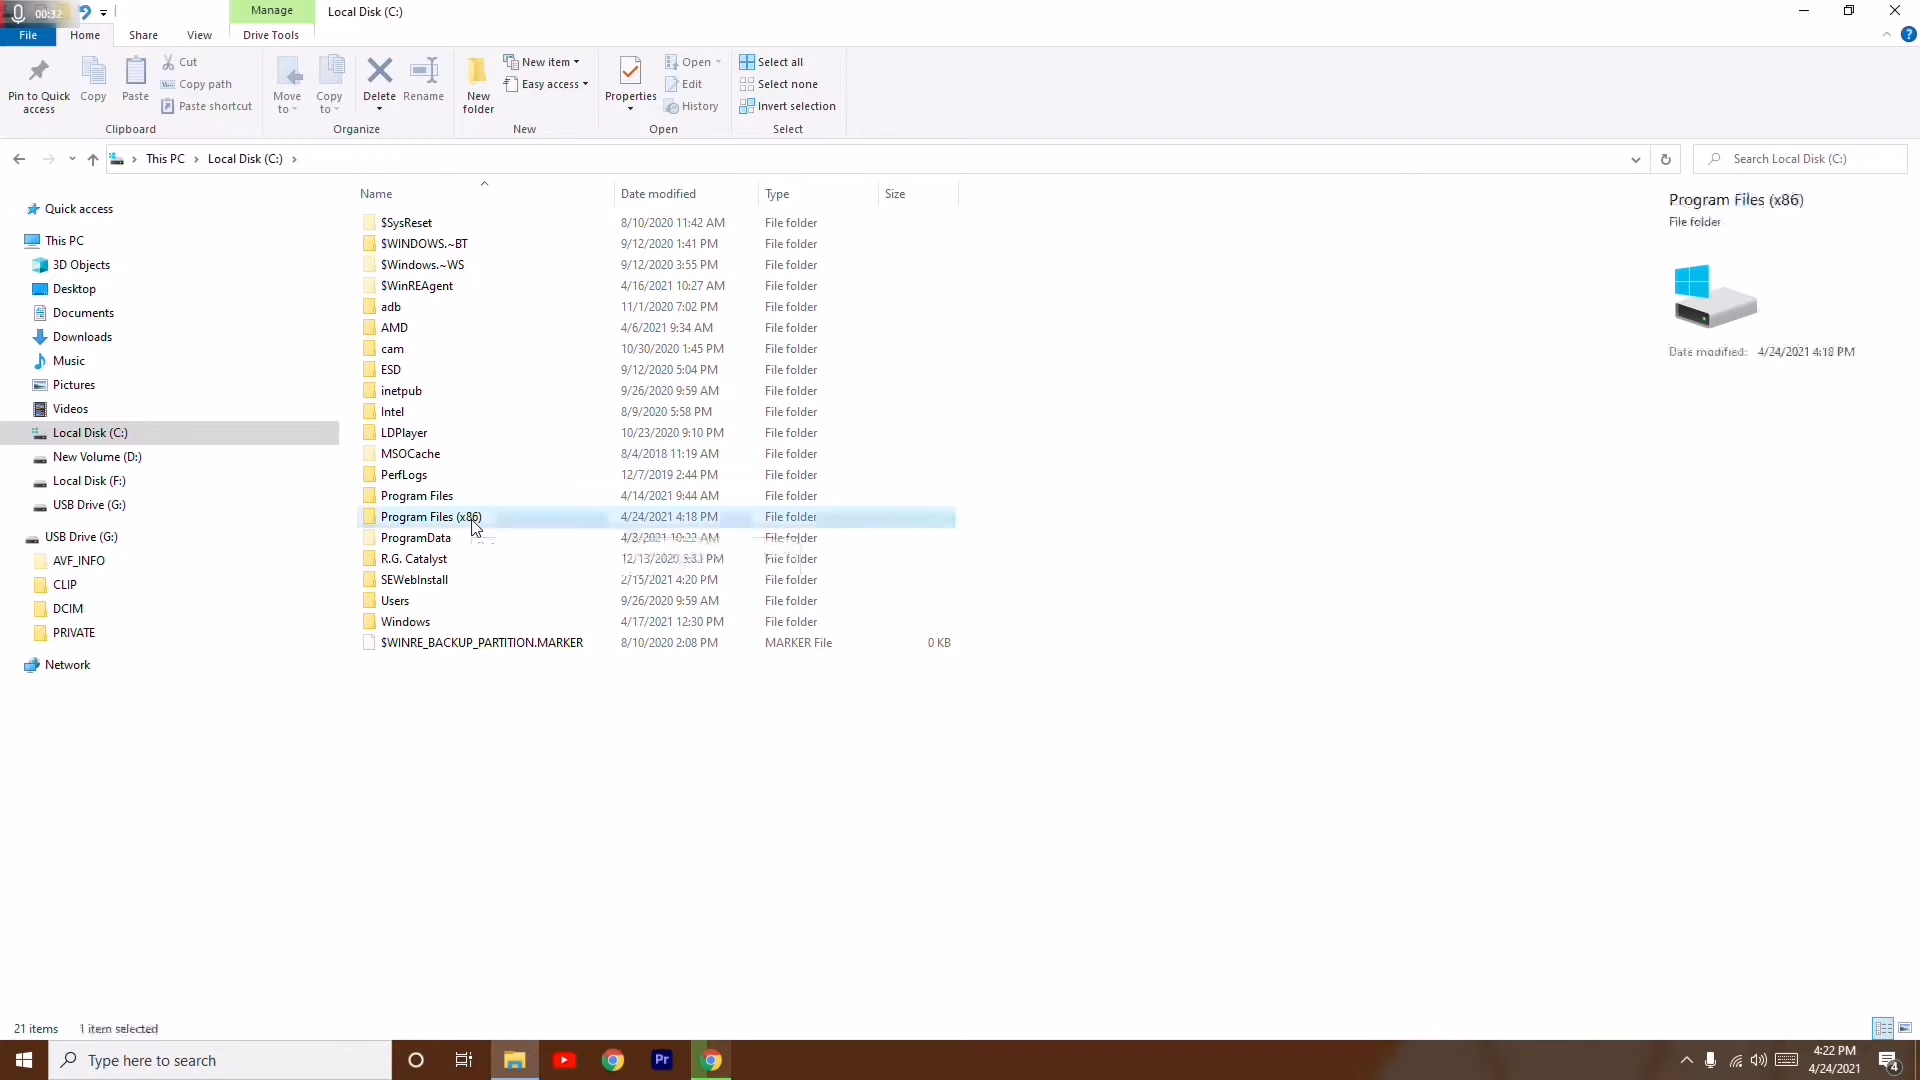 00:32
Manage
Local Disk (C:)
File
Home
Share
View
Drive Tools
Pin to Quick access
Copy
Paste
Cut
Copy path
Paste shortcut
Clipboard
Move to
Copy to
Delete
Rename
Organize
New folder
New item
Easy access
New
Properties
Open
Edit
History
Open
Select all
Select none
Invert selection
Select
This PC
Local Disk (C:)
Search Local Disk (C:)
Quick access
This PC
3D Objects
Desktop
Documents
Downloads
Music
Pictures
Videos
Local Disk (C:)
New Volume (D:)
Local Disk (F:)
USB Drive (G:)
USB Drive (G:)
AVF_INFO
CLIP
DCIM
PRIVATE
Network
Name Date modified Type Size
$SysReset 8/10/2020 11:42 AM File folder
$WINDOWS.~BT 9/12/2020 1:41 PM File folder
$Windows.~WS 9/12/2020 3:55 PM File folder
$WinREAgent 4/16/2021 10:27 AM File folder
adb 11/1/2020 7:02 PM File folder
AMD 4/6/2021 9:34 AM File folder
cam 10/30/2020 1:45 PM File folder
ESD 9/12/2020 5:04 PM File folder
inetpub 9/26/2020 9:59 AM File folder
Intel 8/9/2020 5:58 PM File folder
LDPlayer 10/23/2020 9:10 PM File folder
MSOCache 8/4/2018 11:19 AM File folder
PerfLogs 12/7/2019 2:44 PM File folder
Program Files 4/14/2021 9:44 AM File folder
Program Files (x86) 4/24/2021 4:18 PM File folder
ProgramData 10:22 AM File folder
R.G. Catalyst 12/13/2020 PM File folder
SEWebInstall 2/15/2021 4:20 PM File folder
Users 9/26/2020 9:59 AM File folder
Windows 4/17/2021 12:30 PM File folder
$WINRE_BACKUP_PARTITION.MARKER 8/10/2020 2:08 PM MARKER File 0 KB
Program Files (x86)
File folder
Date modified: 4/24/2021 4:18 PM
21 items
1 item selected
Type here to search
Pr
4:22 PM
4/24/2021
4